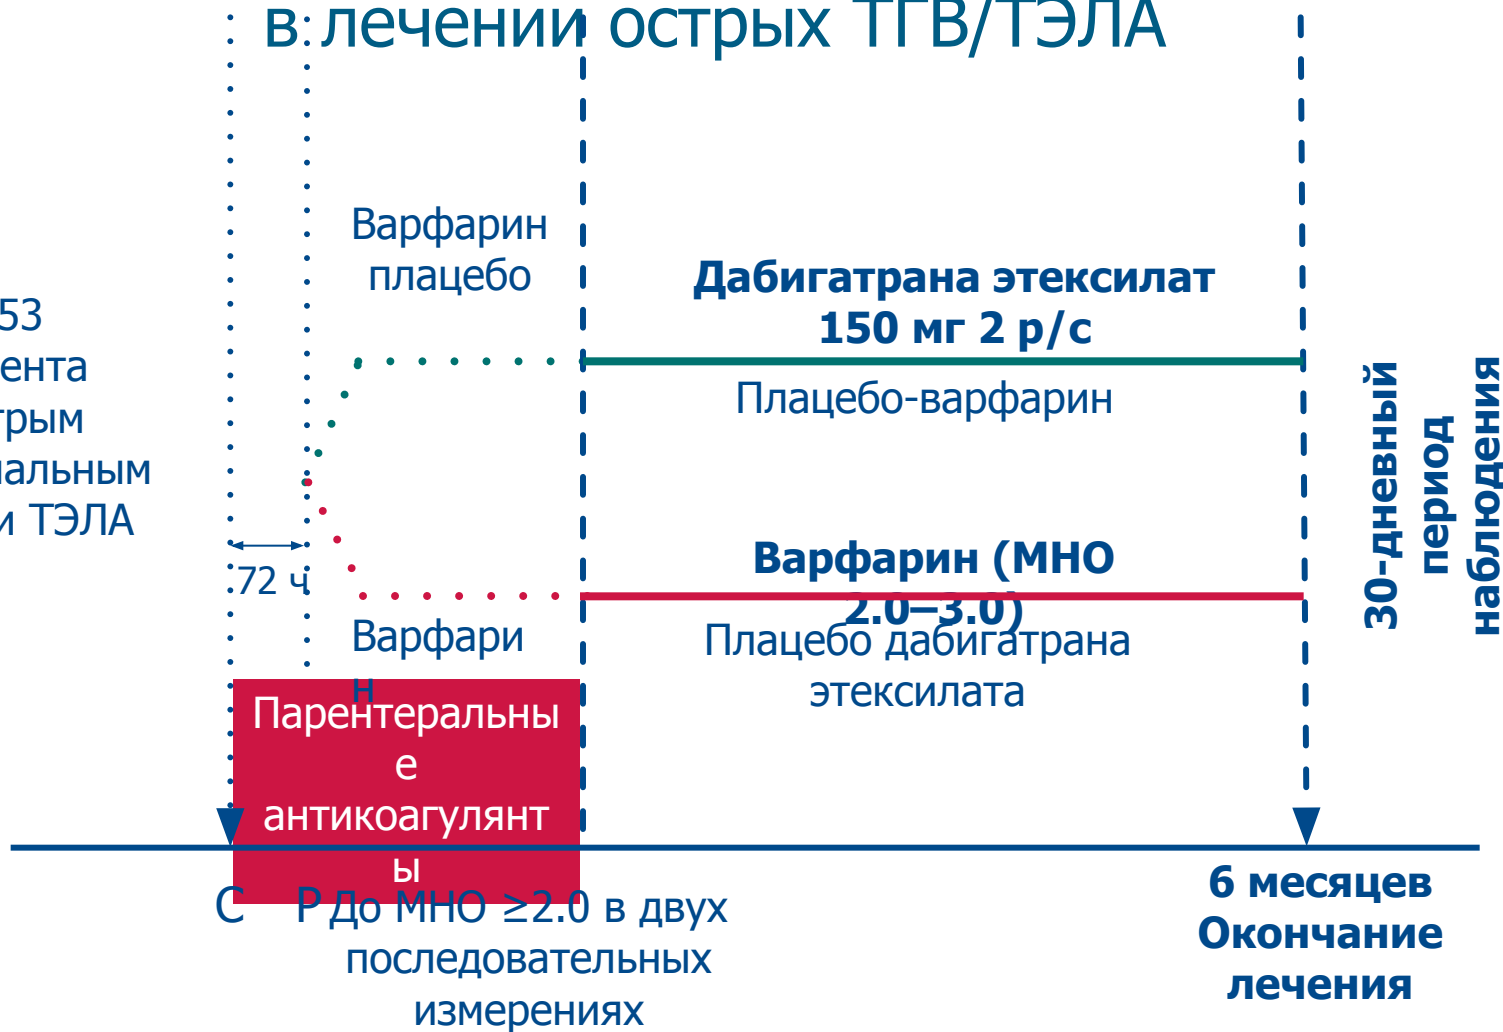 в лечении острых ТГВ/ТЭЛА
Варфарин
плацебо
Дабигатрана этексилат
150 мг 2 р/с
Плацебо-варфарин
53
ента
трым
альным
и ТЭЛА
72 ч
Варфарин (МНО
2.0–3.0)
Варфари
н
Плацебо дабигатрана
этексилата
30-дневный
период
наблюдения
Парентеральны
е
антикоагулянт
ы
С Р До МНО ≥2.0 в двух
последовательных
измерениях
6 месяцев
Окончание
лечения